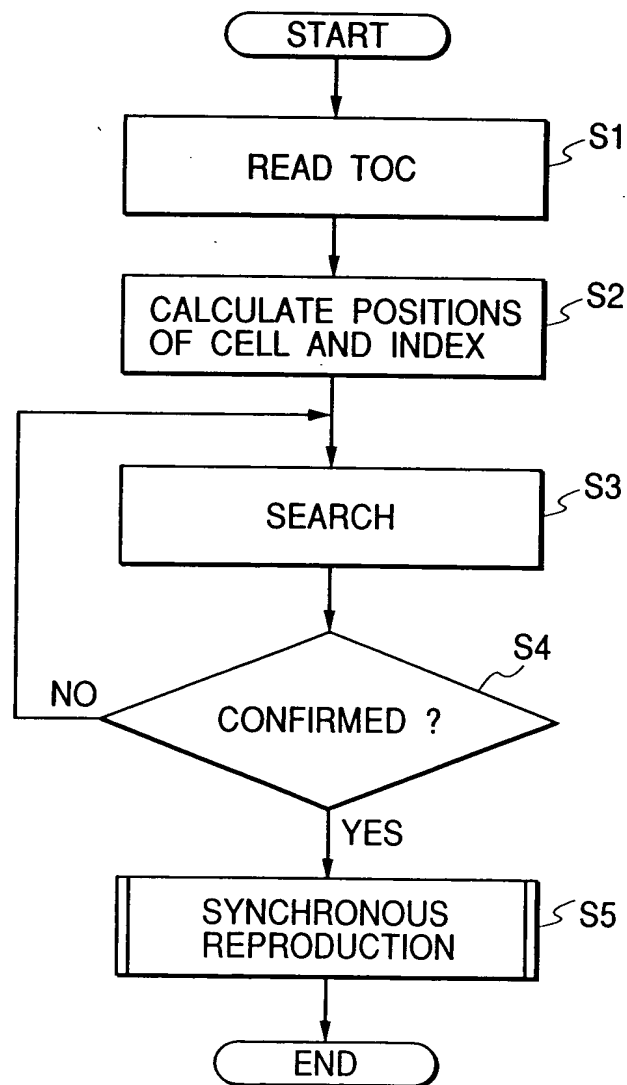 START
S1
READ TOC
S2
CALCULATE POSITIONS
OF CELL AND INDEX
S3
SEARCH
S4
NO
CONFIRMED ?
YES
SYNCHRONOUS
REPRODUCTION
S5
END